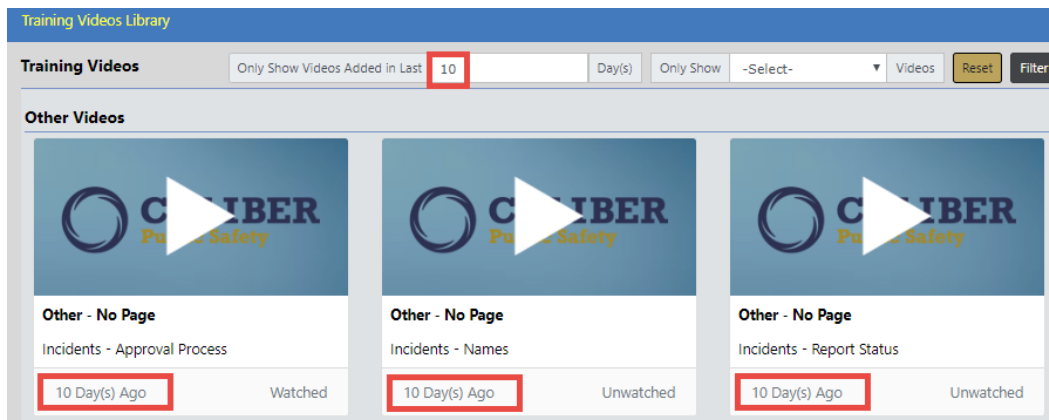 Training Videos Library
Training Videos Only Show Videos Added in Last 10 Day(s) Only Show -Select- Videos Reset Filter
Other Videos
Other - No Page Other - No Page Other - No Page
Incidents - Approval Process Incidents - Names Incidents - Report Status
10 Day(s) Ago Watched 10 Day(s) Ago Unwatched 10 Day(s) Ago Unwatched